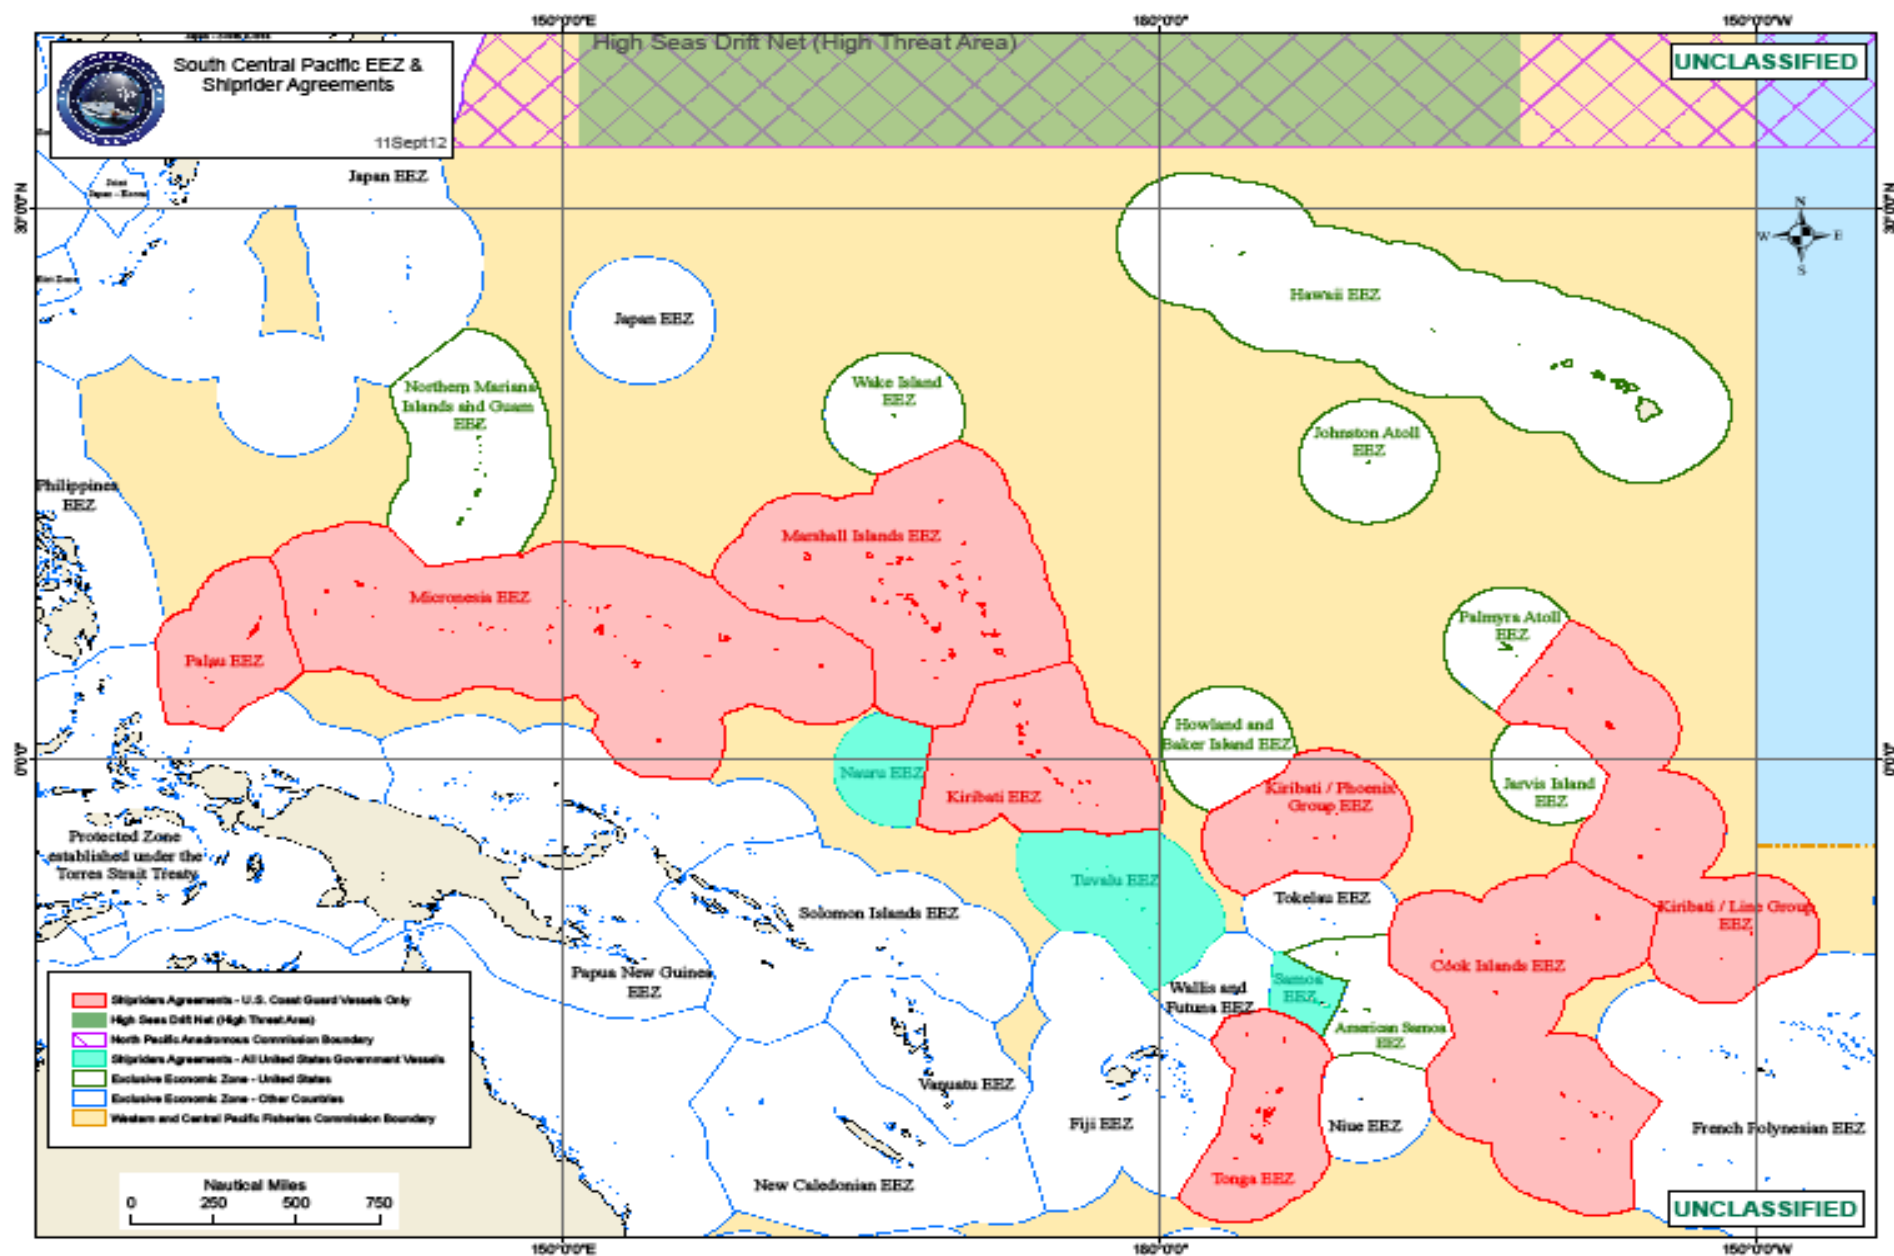 150°0'0"E
180°0'0"
150°0'0"W
High Seas Drift Net (High Threat Area)
South Central Pacific EEZ &
Shiprider Agreements
11Sept12
UNCLASSIFIED
Japan EEZ
Joint
Japan - Korea
30°0'0"N
30°0'0"N
N
W
E
S
Hawaii EEZ
Japan EEZ
Northern Mariana
Islands and Guam
EEZ
Wake Island
EEZ
Johnston Atoll
EEZ
Philippines
EEZ
Marshall Islands EEZ
Micronesia EEZ
Palmyra Atoll
EEZ
Palau EEZ
Howland and
Baker Island EEZ
0°0'0"
0°0'0"
Nauru EEZ
Kiribati EEZ
Kiribati / Phoenix
Group EEZ
Jarvis Island
EEZ
Protected Zone
established under the
Torres Strait Treaty
Tuvalu EEZ
Tokelau EEZ
Solomon Islands EEZ
Kiribati / Line Group
EEZ
Cook Islands EEZ
Papua New Guinea
EEZ
Wallis and
Futuna EEZ
Samoa
EEZ
American Samoa
EEZ
Shipriders Agreements - U.S. Coast Guard Vessels Only
High Seas Drift Net (High Threat Area)
North Pacific Anadromous Commission Boundary
Shipriders Agreements - All United States Government Vessels
Exclusive Economic Zone - United States
Exclusive Economic Zone - Other Countries
Western and Central Pacific Fisheries Commission Boundary
Vanuatu EEZ
Fiji EEZ
Niue EEZ
French Polynesian EEZ
Tonga EEZ
New Caledonian EEZ
Nautical Miles
0 250 500 750
UNCLASSIFIED
150°0'0"E
180°0'0"
150°0'0"W